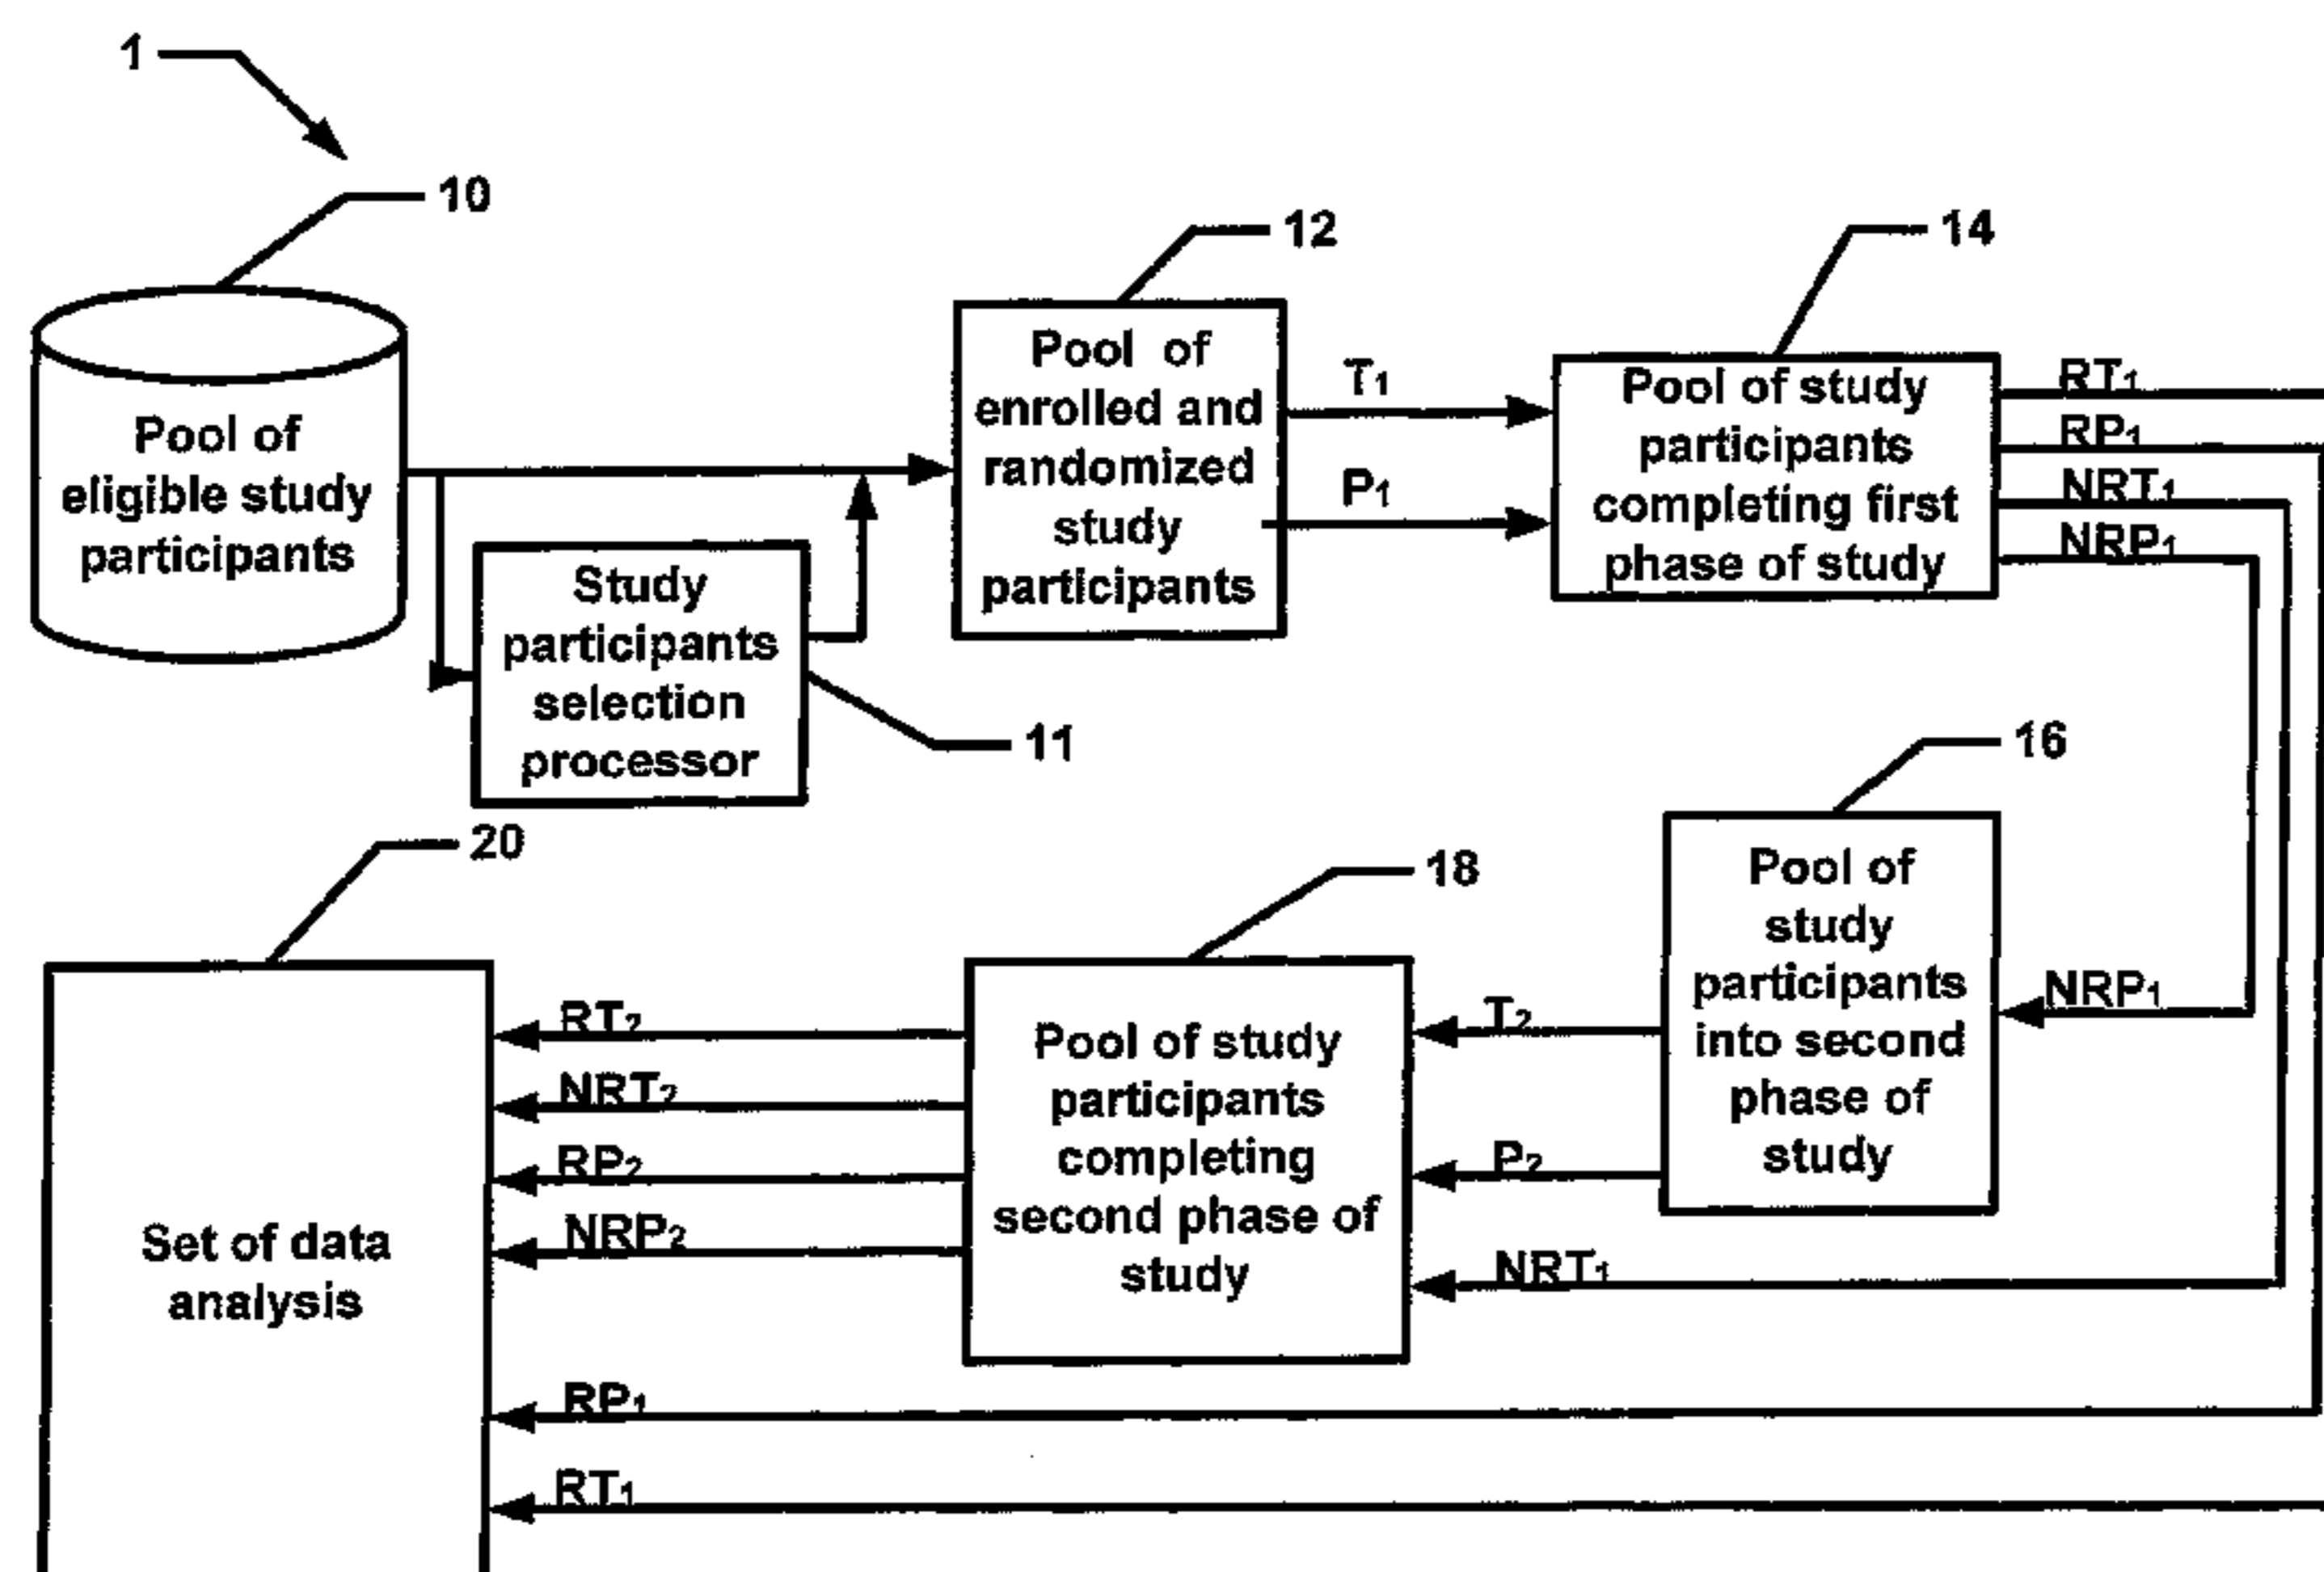 1
10
12
14
Pool of
eligible study
participants
Pool of
enrolled and
randomized
study
participants
T₁
P₁
Pool of study
participants
completing first
phase of study
RT₁
RP₁
NRT₁
NRP₁
Study
participants
selection
processor
11
16
Pool of
study
participants
into second
phase of
study
NRP₁
20
18
Pool of study
participants
completing
second phase of
study
T₂
P₂
NRT₁
RT₂
NRT₂
RP₂
NRP₂
Set of data
analysis
RP₁
RT₁